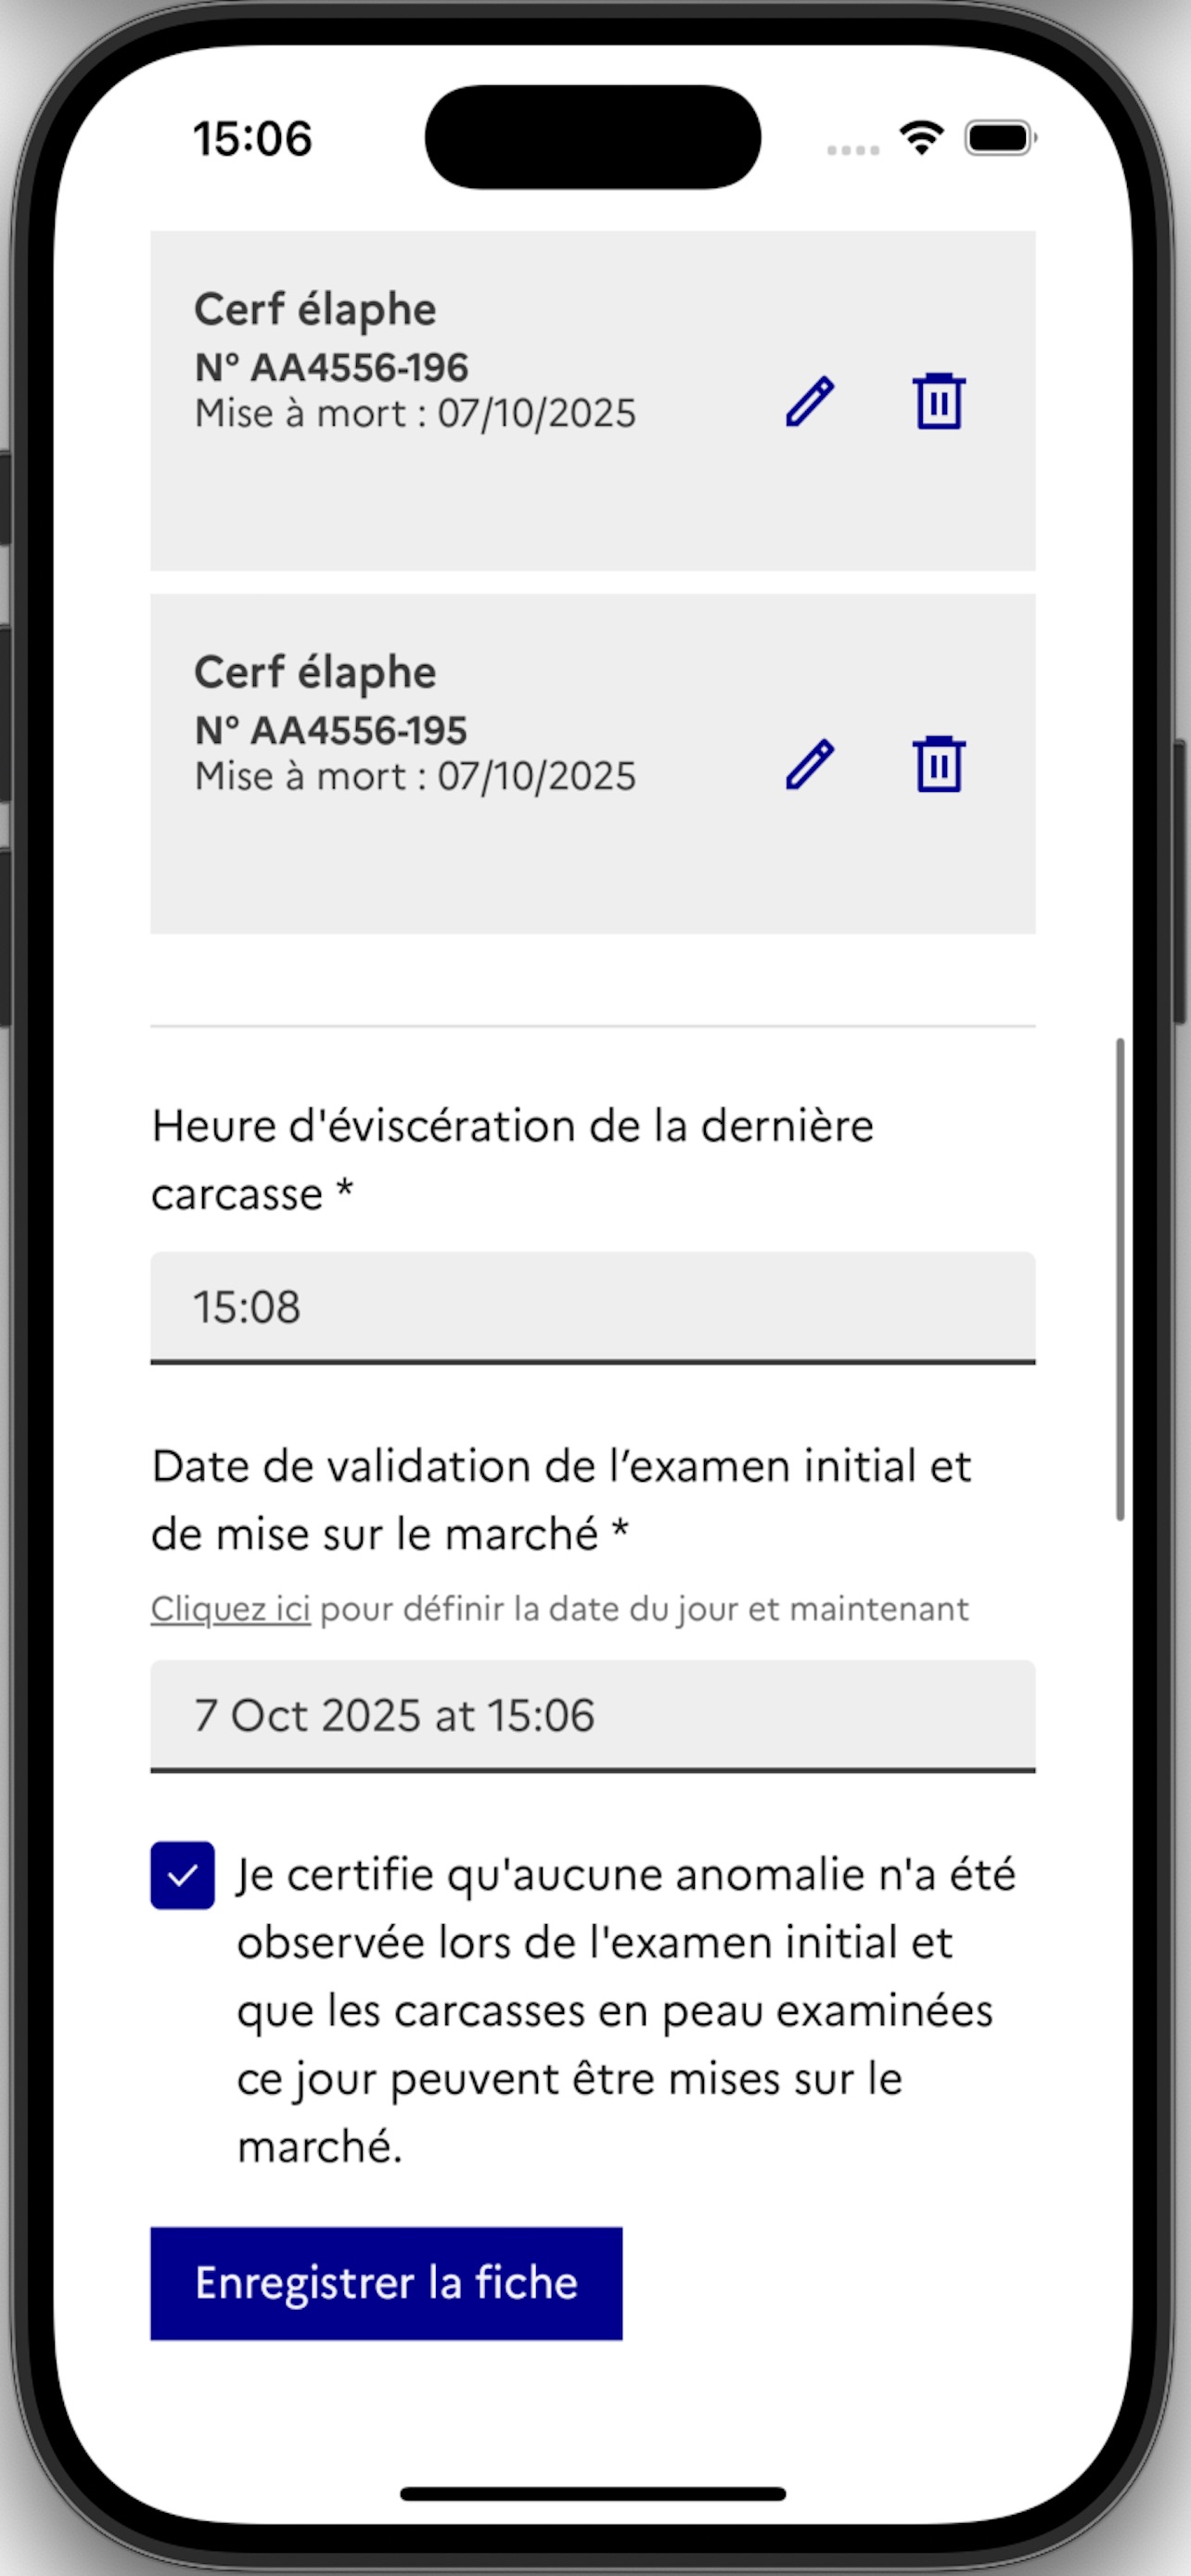 15:06
Cerf élaphe
N° AA4556-196
Mise à mort : 07/10/2025
Cerf élaphe
N° AA4556-195
Mise à mort : 07/10/2025
Heure d'éviscération de la dernière
carcasse *
15:08
Date de validation de l’examen initial et
de mise sur le marché *
Cliquez ici pour définir la date du jour et maintenant
7 Oct 2025 at 15:06
Je certifie qu'aucune anomalie n'a été
observée lors de l'examen initial et
que les carcasses en peau examinées
ce jour peuvent être mises sur le
marché.
Enregistrer la fiche